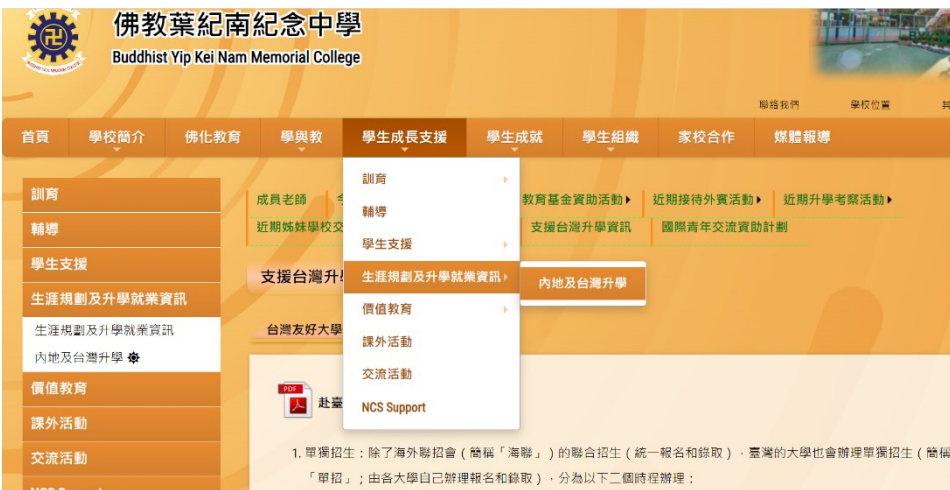 佛教葉紀南紀念中學
Buddhist Yip Kei Nam Memorial College
聯絡我們 學校位置
首頁 學校簡介 佛化教育 學與教 學生成長支援 學生成就 學生組織 家校合作 媒體報導
訓育
輔導
學生支援
生涯規劃及升學就業資訊
生涯規劃及升學就業資訊
內地及台灣升學
價值教育
課外活動
交流活動
NCS Support
訓育
輔導
學生支援
生涯規劃及升學就業資訊
內地及台灣升學
價值教育
課外活動
交流活動
NCS Support
成員老師 教育基金資助活動 近期接待外賓活動 近期升學考察活動
近期姊妹學校交 支援台灣升學資訊 國際青年交流資助計劃
支援台灣升
台灣友好大學
PDF
赴臺
1. 單獨招生：除了海外聯招會（簡稱「海聯」）的聯合招生（統一報名和錄取），臺灣的大學也會辦理單獨招生（簡稱
「單招」；由各大學自己辦理報名和錄取），分為以下二個時程辦理：